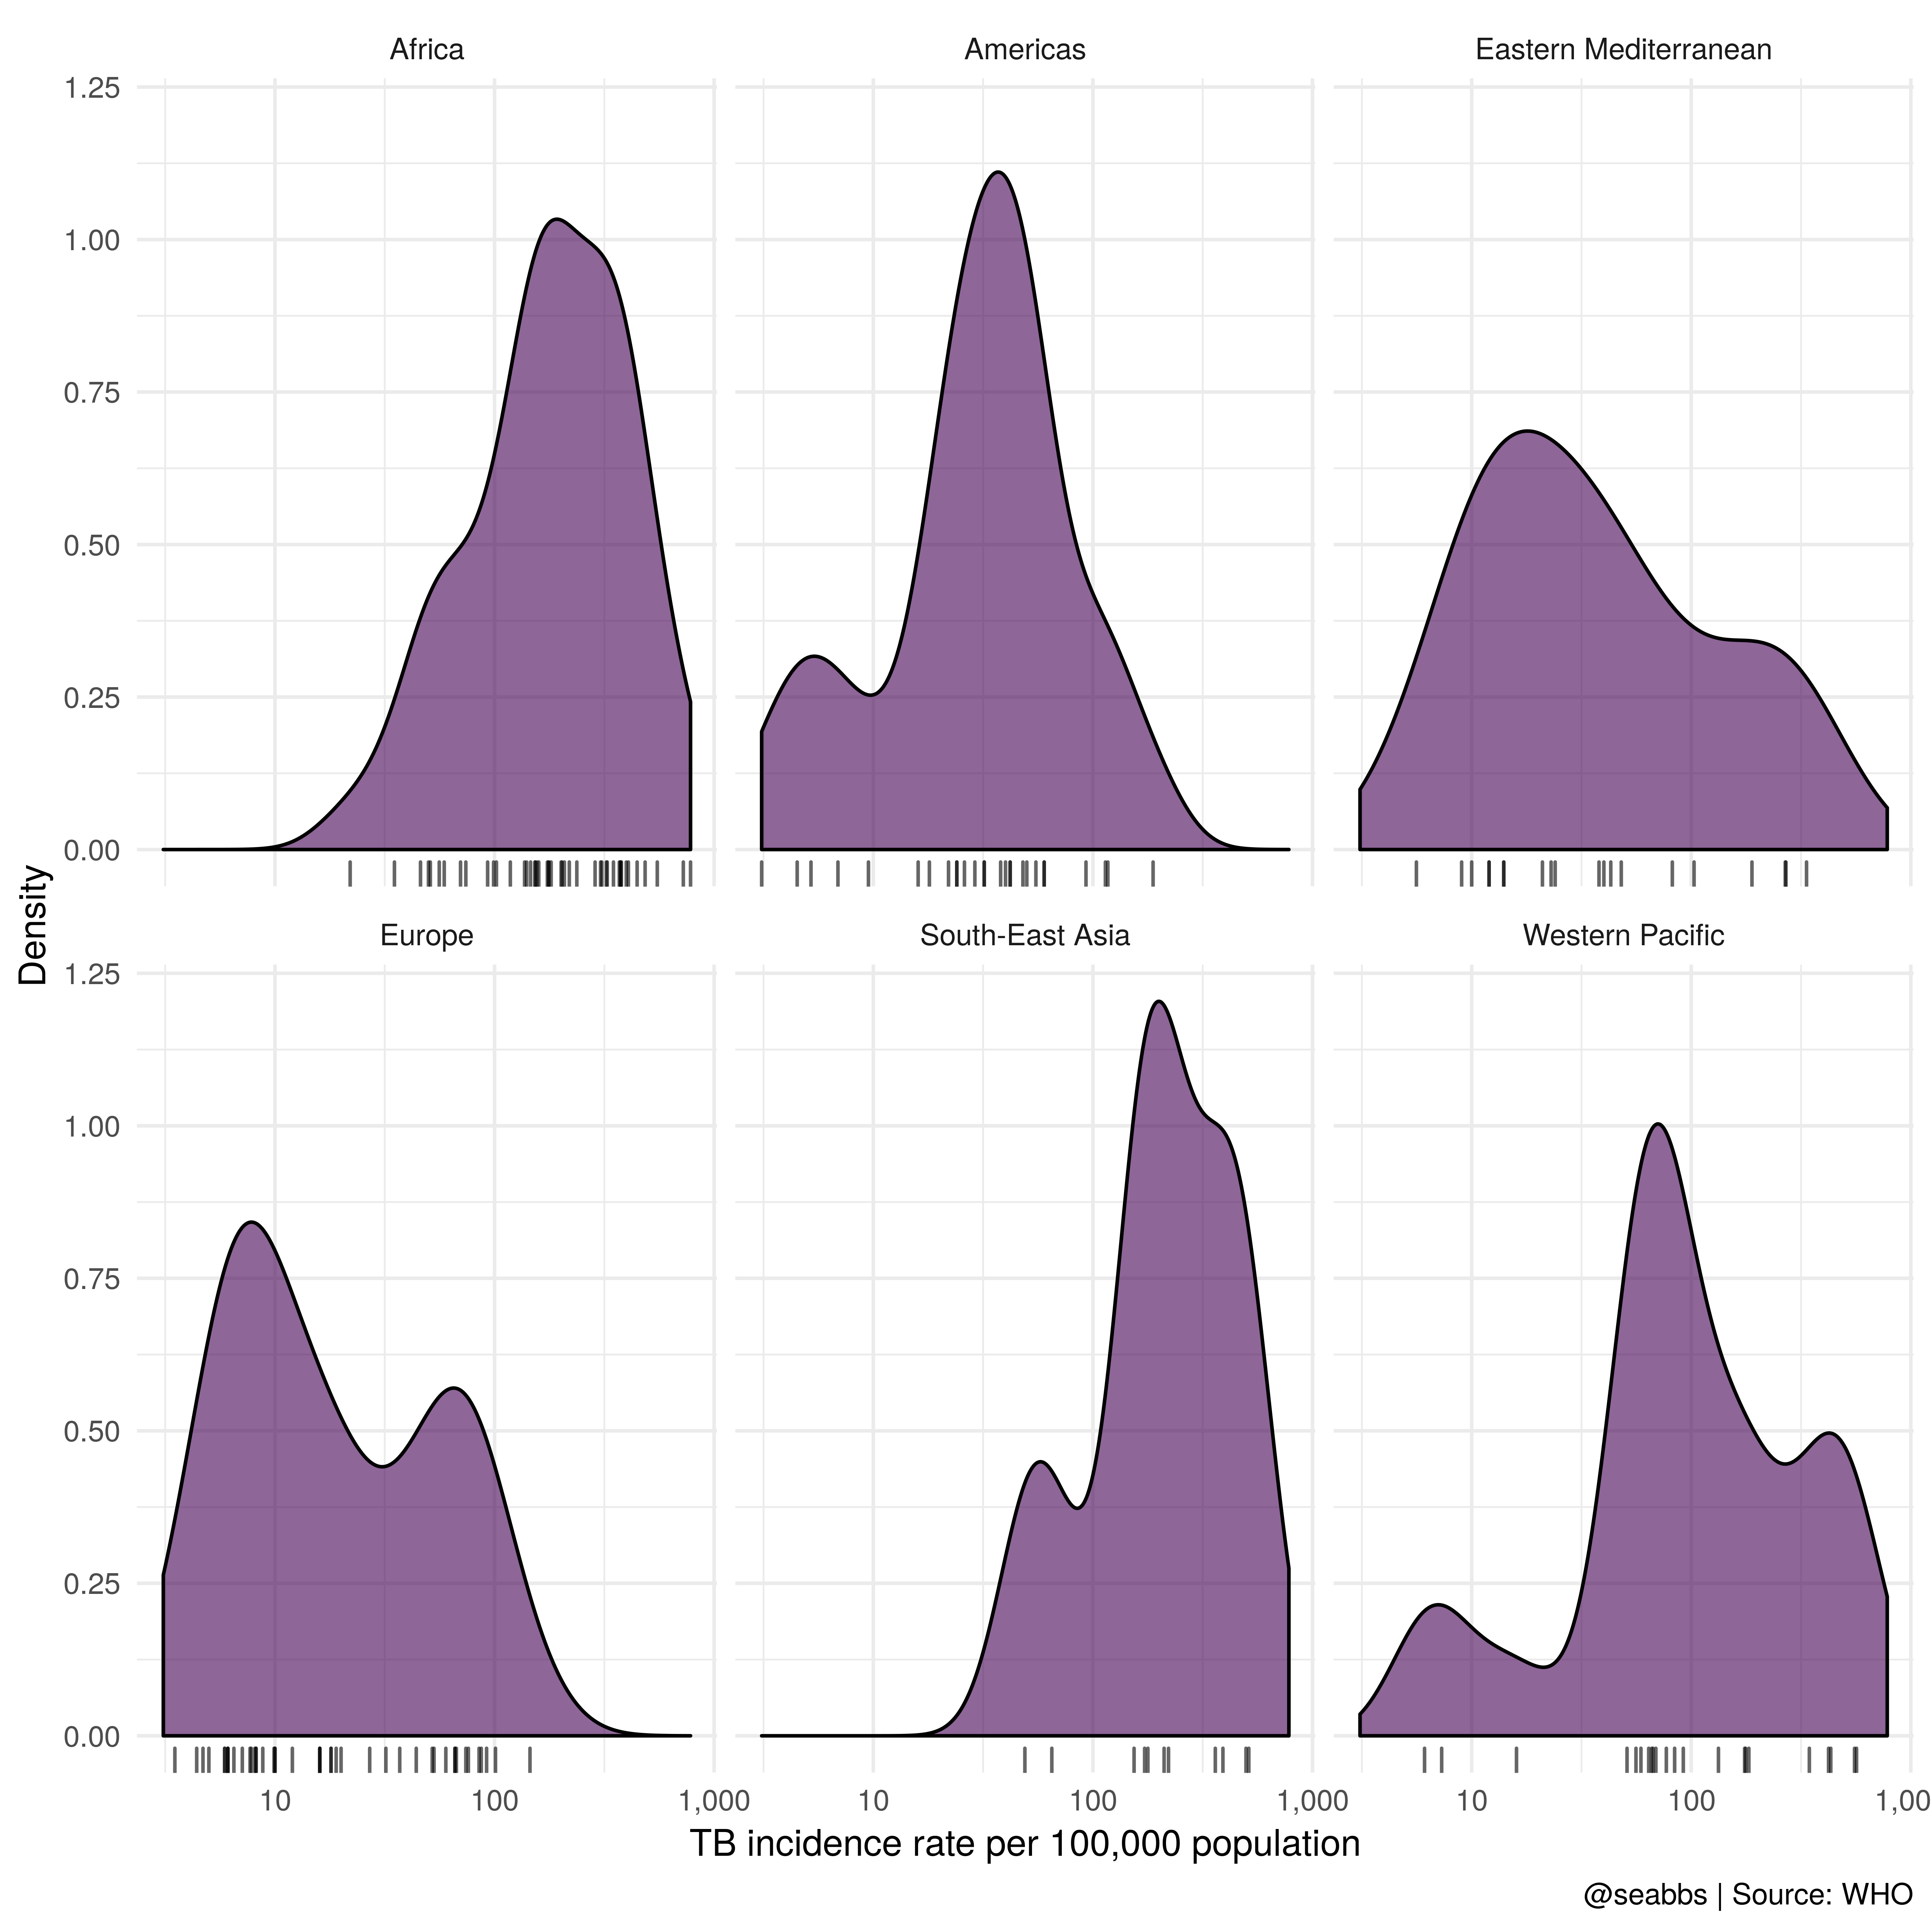 Africa
Americas
Eastern Mediterranean
1.25
1.00
0.75
0.50
0.25
0.00
Density
Europe
South-East Asia
Western Pacific
1.25
1.00
0.75
0.50
0.25
0.00
10 100 1,000 10 100 1,000 10 100 1,00
TB incidence rate per 100,000 population
@seabbs | Source: WHO